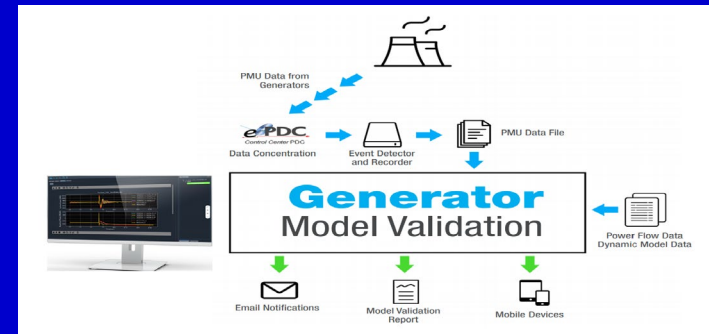 PMU Data from
Generators
ePDC
Control Center PDC
Data Concentration
Event Detector
and Recorder
PMU Data File
Generator
Model Validation
Power Flow Data
Dynamic Model Data
Email Notifications
Model Validation
Report
Mobile Devices